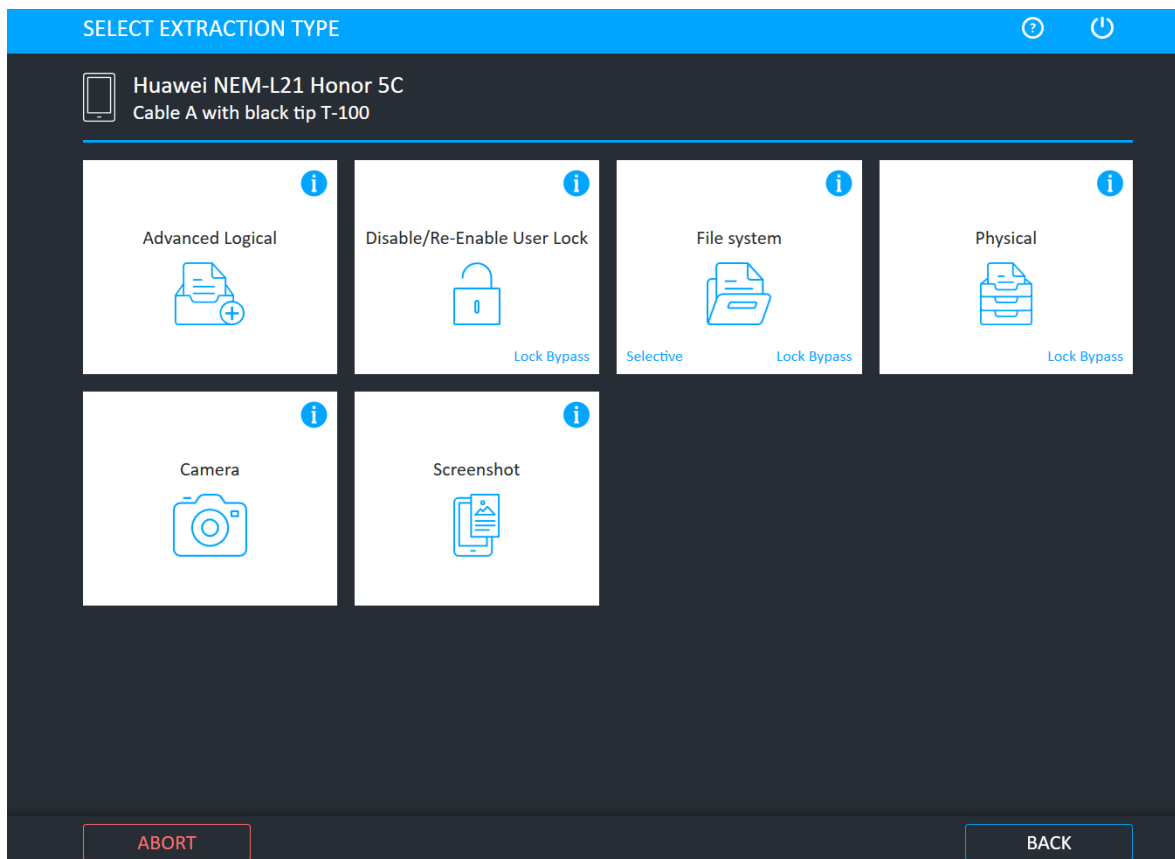 SELECT EXTRACTION TYPE
Huawei NEM-L21 Honor 5C
Cable A with black tip T-100
Advanced Logical
Disable/Re-Enable User Lock
Lock Bypass
File system
Selective
Lock Bypass
Physical
Lock Bypass
Camera
Screenshot
ABORT
BACK